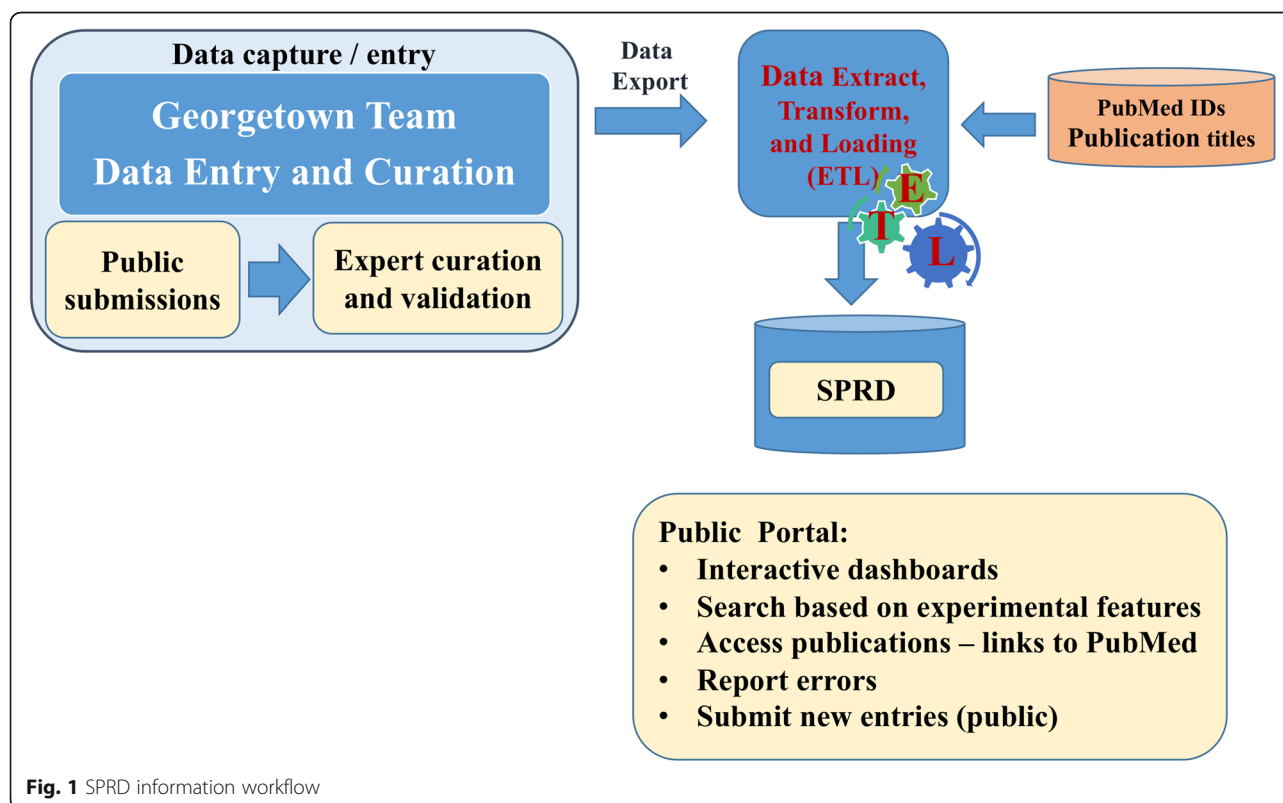 Data capture / entry
Georgetown Team
Data Entry and Curation
Public
submissions
Expert curation
and validation
Data
Export
Data Extract,
Transform,
and Loading
(ETL)
E
T
L
PubMed IDs
Publication titles
SPRD
Public Portal:
• Interactive dashboards
• Search based on experimental features
• Access publications – links to PubMed
• Report errors
• Submit new entries (public)
Fig. 1 SPRD information workflow